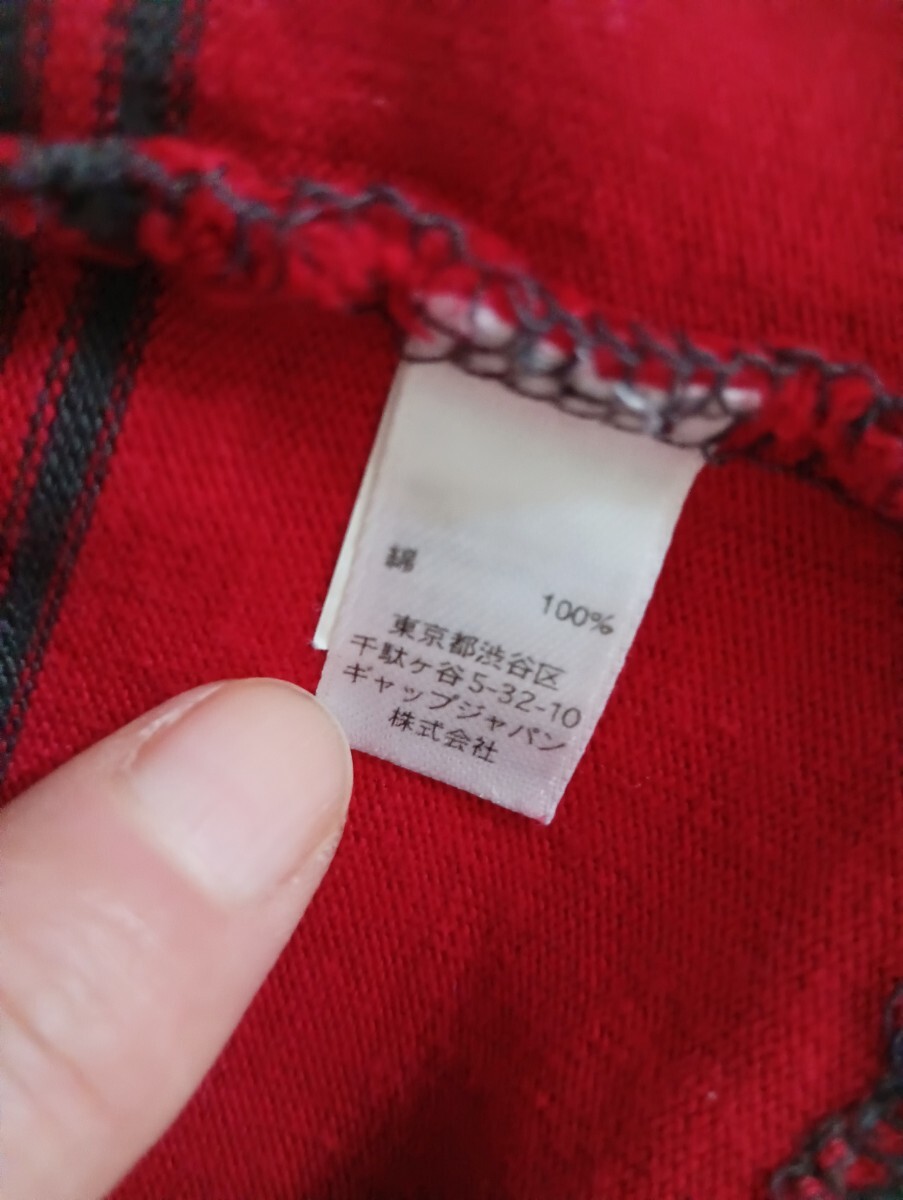 綿
100%
東京都渋谷区
千駄ヶ谷5-32-10
ギャップジャパン
株式会社